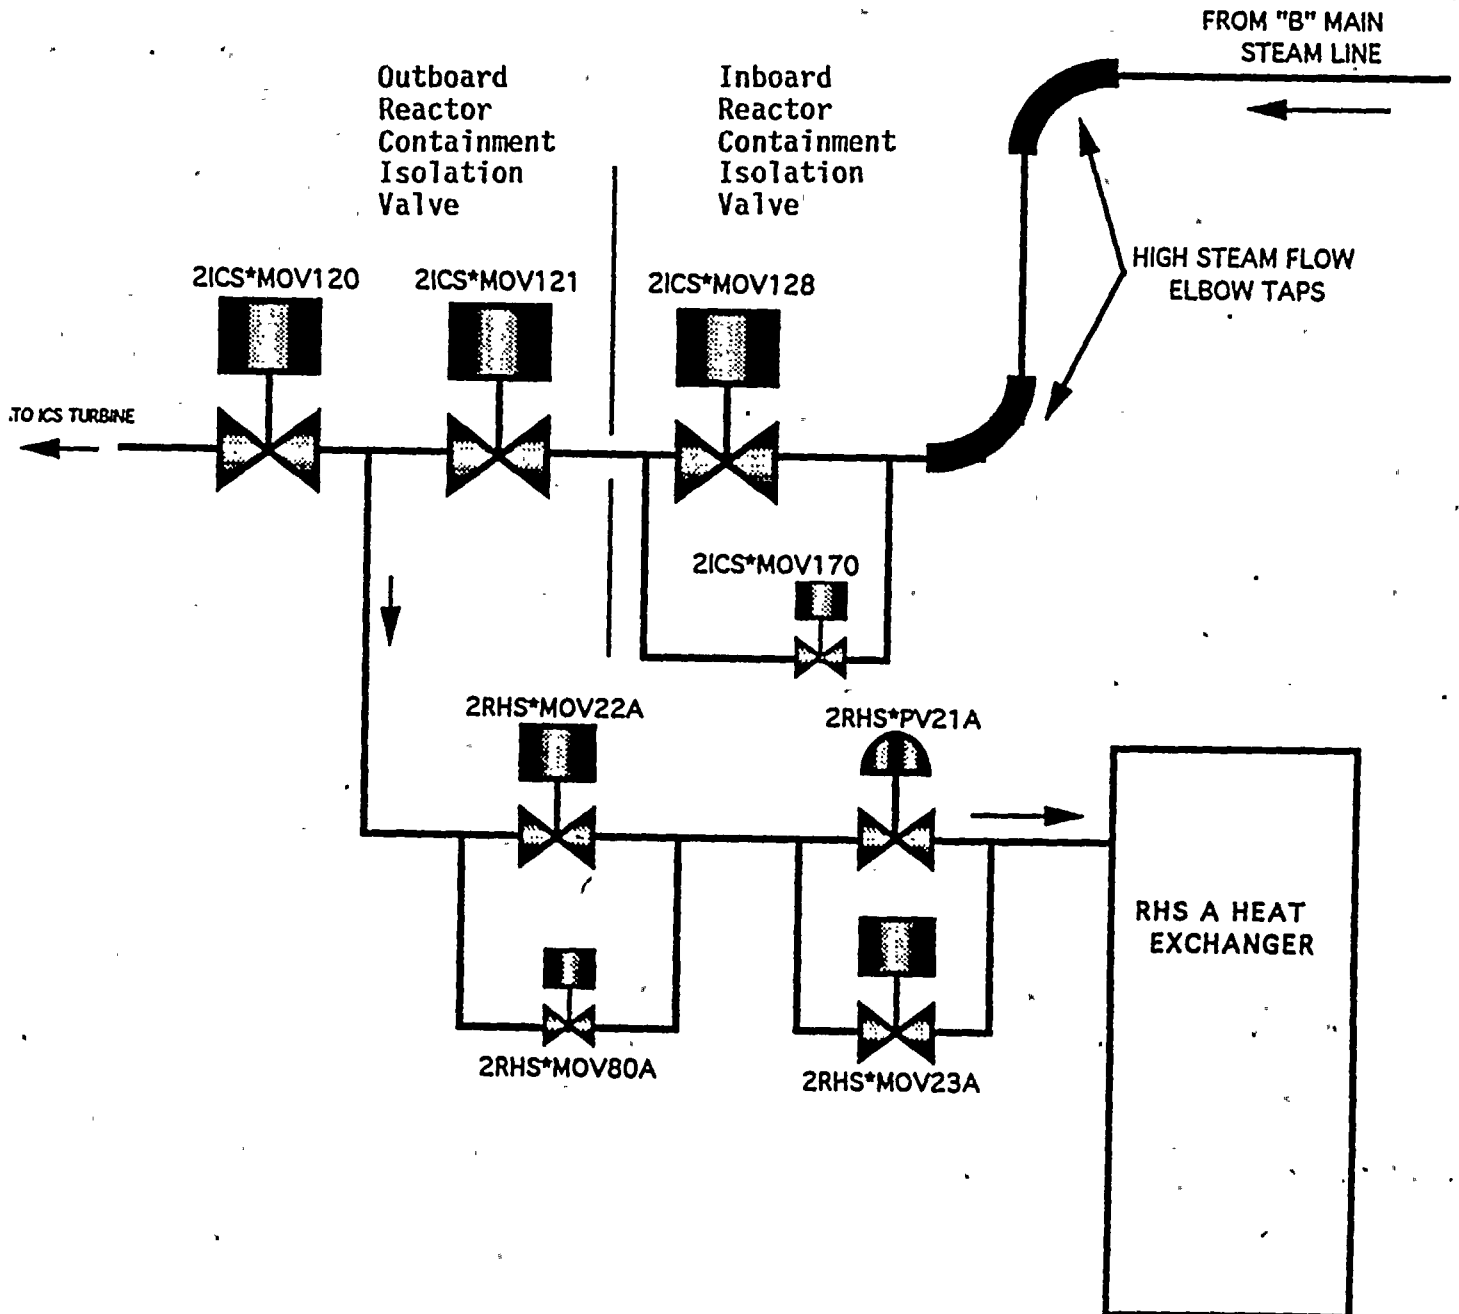 FROM "B" MAIN
STEAM LINE
Outboard
Reactor
Containment
Isolation
Valve
Inboard
Reactor
Containment
Isolation
Valve
HIGH STEAM FLOW
ELBOW TAPS
2ICS*MOV120
2ICS*MOV121
2ICS*MOV128
TO ICS TURBINE
2ICS*MOV170
2RHS*MOV22A
2RHS*PV21A
RHS A HEAT
EXCHANGER
2RHS*MOV80A
2RHS*MOV23A